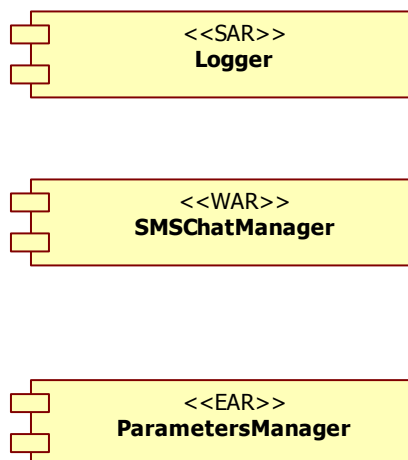 <<SAR>>
Logger
<<WAR>>
SMSChatManager
<<EAR>>
ParametersManager